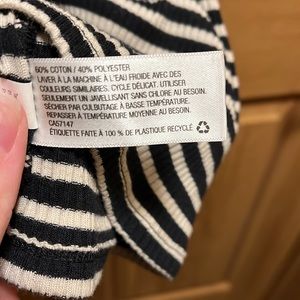 60% COTON / 40% POLYESTER
LAVER À LA MACHINE À L'EAU FROIDE AVEC DES
COULEURS SIMILAIRES. CYCLE DÉLICAT. UTILISER
SEULEMENT UN JAVELLISANT SANS CHLORE AU BESOIN.
SÉCHER PAR CULBUTAGE À BASSE TEMPÉRATURE.
REPASSER À TEMPÉRATURE MOYENNE AU BESOIN.
CA57147
ÉTIQUETTE FAITE À 100 % DE PLASTIQUE RECYCLÉ